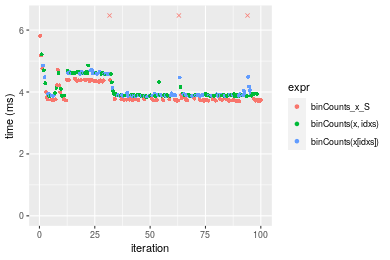 6
4
2
0
time (ms)
0
25
50
75
100
iteration
expr
binCounts_x_S
binCounts(x, idxs)
binCounts(x[idxs])